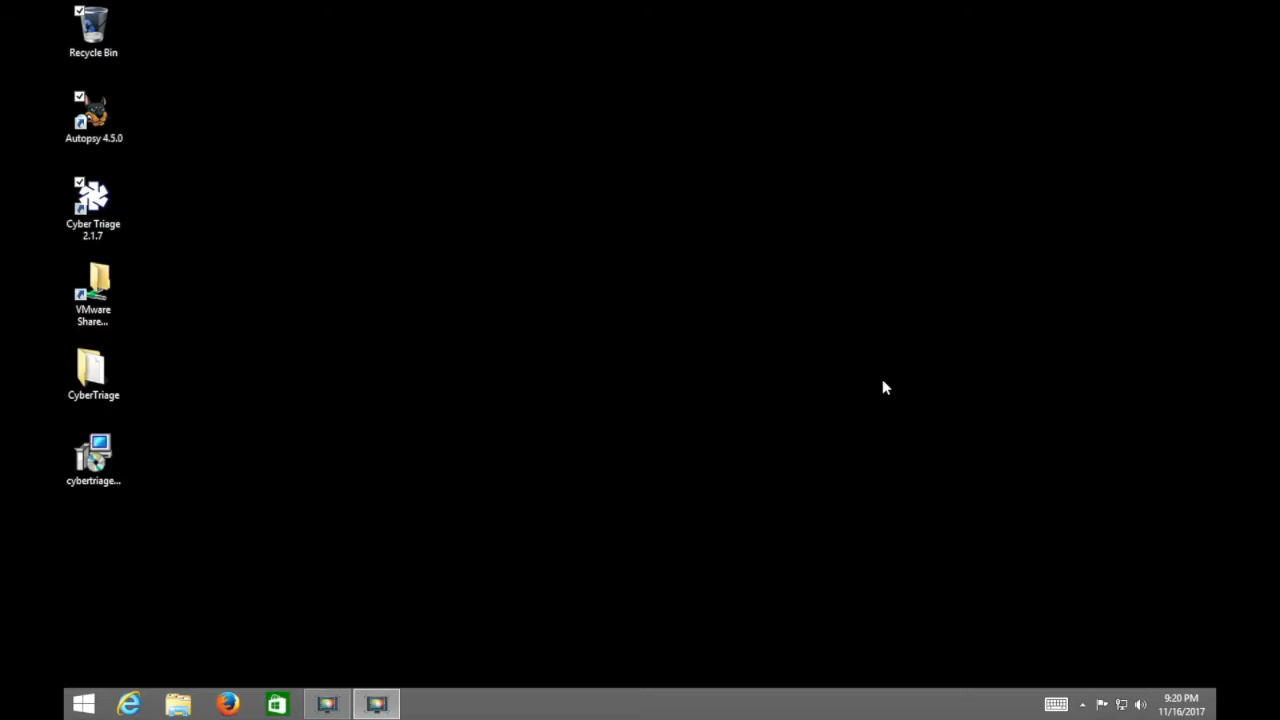 Recycle Bin
Autopsy 4.5.0
Cyber Triage
2.1.7
VMware
Share...
CyberTriage
cybertriage...
9:20 PM
11/16/2017